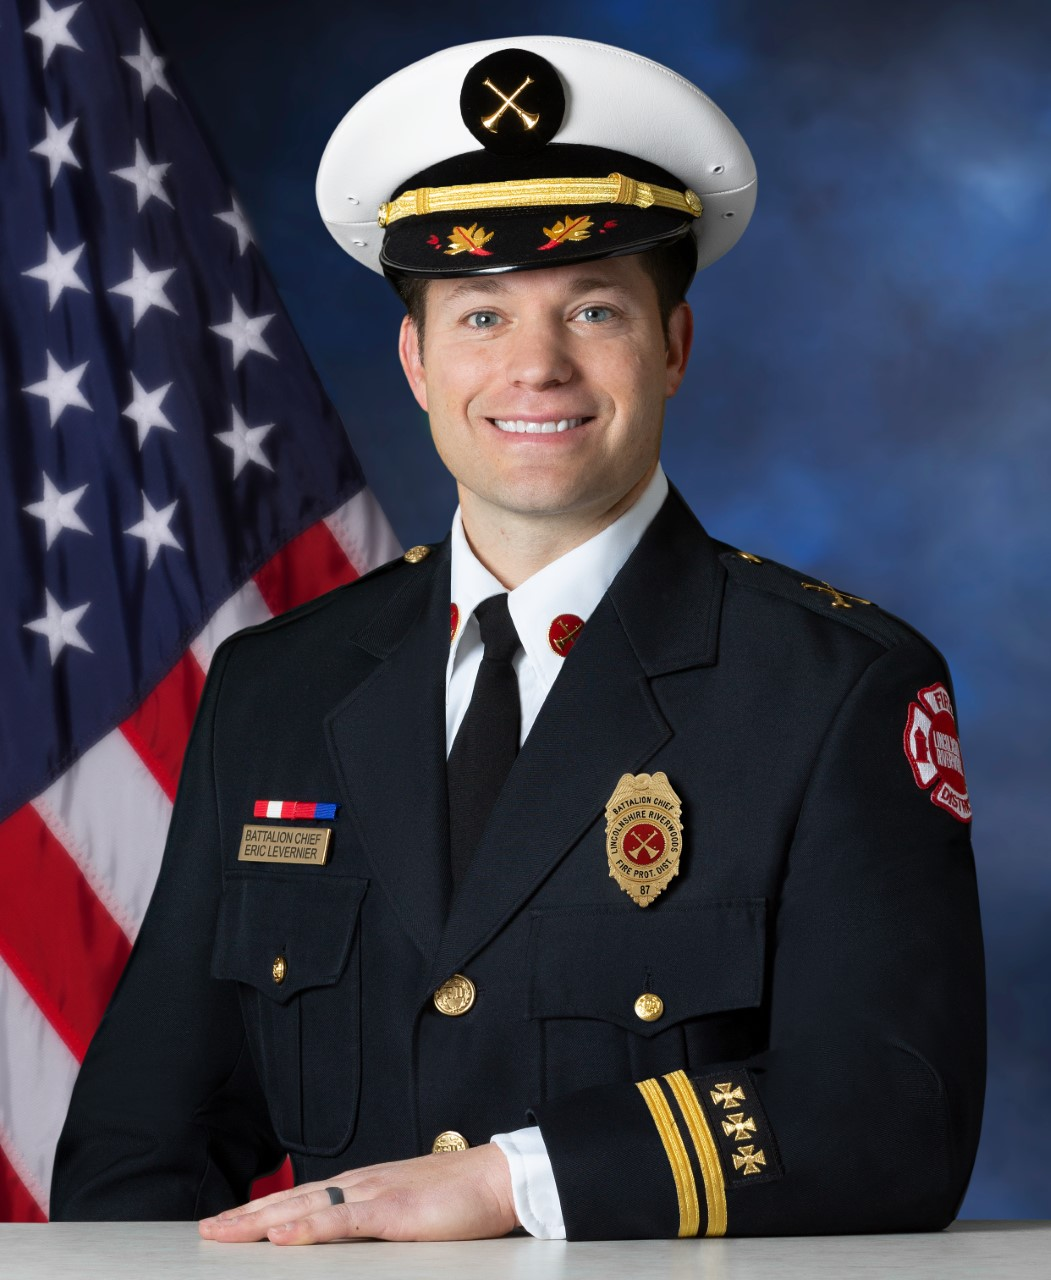 BATTALION CHIEF
ERIC LEVERNIER
BATTALION CHIEF
LINCOLNSHIRE RIVERWOODS
FIRE PROT. DIST.
87